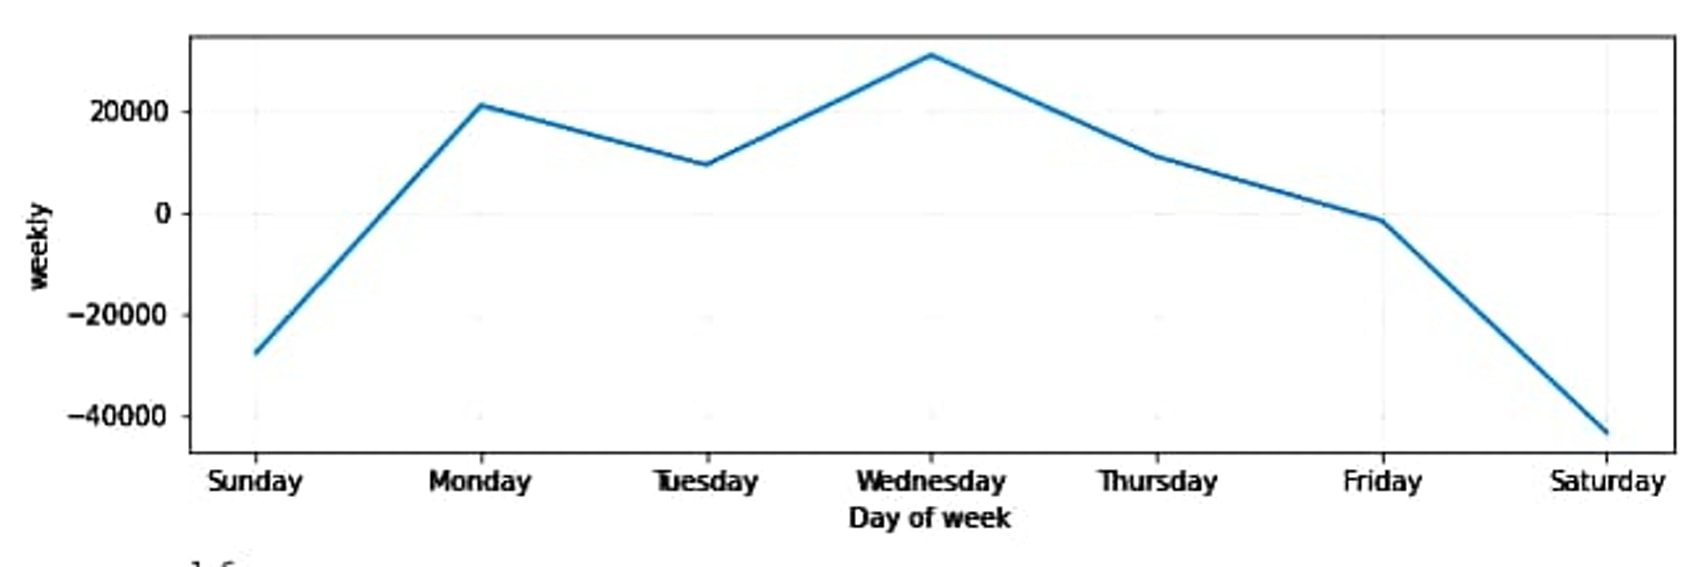 20000
0
−20000
−40000
weekly
Sunday Monday Tuesday Wednesday Thursday Friday Saturday
Day of week